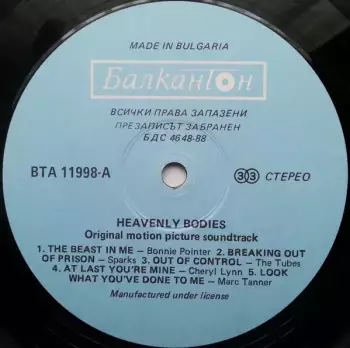 MADE IN BULGARIA
Балкантон
ВСИЧКИ ПРАВА ЗАПАЗЕНИ
ПРЕЗАПИСЪТ ЗАБРАНЕН
БДС 4648-88
ВТА 11998-А
33 СТЕРЕО
HEAVENLY BODIES
Original motion picture soundtrack
1. THE BEAST IN ME – Bonnie Pointer 2. BREAKING OUT
OF PRISON – Sparks 3. OUT OF CONTROL – The Tubes
4. AT LAST YOU'RE MINE – Cheryl Lynn 5. LOOK
WHAT YOU'VE DONE TO ME – Marc Tanner
Manufactured under license